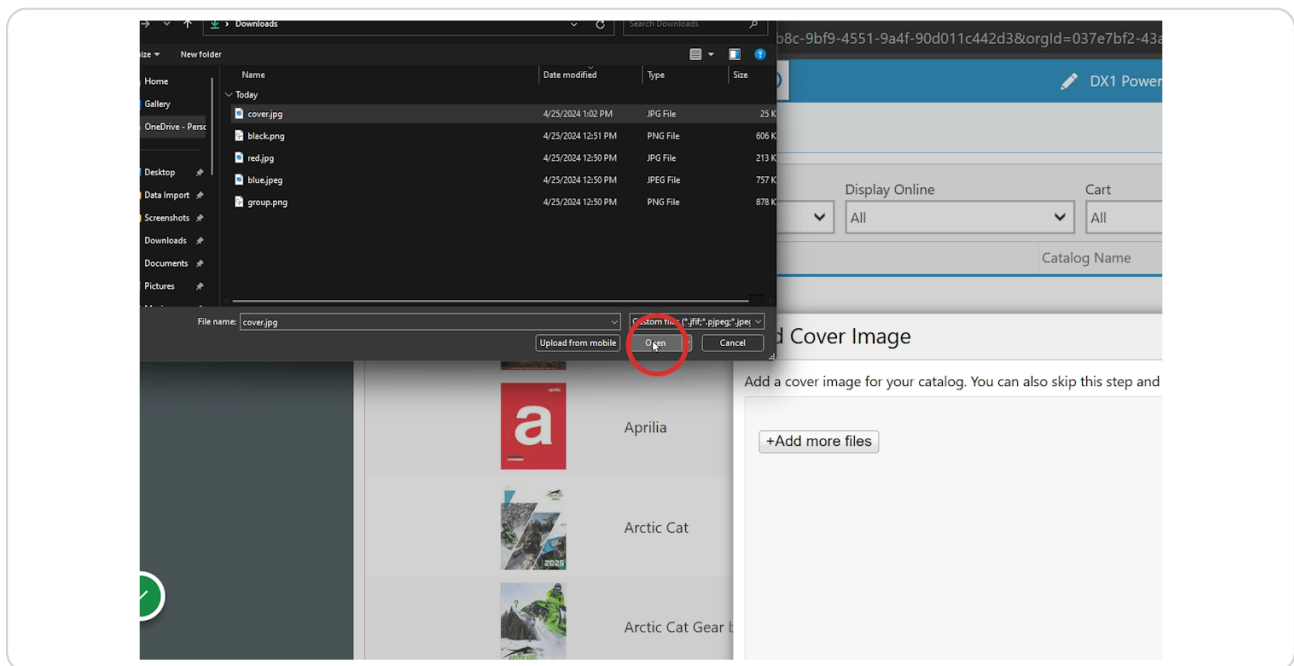 Downloads
Search Downloads
b8c-9bf9-4551-9a4f-90d011c442d3&orgId=037e7bf2-43a
ize New folder
DX1 Power
Name Date modified Type Size
Today
cover.jpg 4/25/2024 1:02 PM JPG File 25 K
black.png 4/25/2024 12:51 PM PNG File 606 K
red.jpg 4/25/2024 12:50 PM JPG File 213 K
blue.jpeg 4/25/2024 12:50 PM JPEG File 757 K
group.png 4/25/2024 12:50 PM PNG File 878 K
Home
Gallery
OneDrive - Perso
Desktop
Data Import
Screenshots
Downloads
Documents
Pictures
Display Online Cart
All All
Catalog Name
File name: cover.jpg Custom files (*.jfif;*.pjpeg;*.jpeg
Upload from mobile Open Cancel
d Cover Image
Add a cover image for your catalog. You can also skip this step and
+Add more files
a
Aprilia
Arctic Cat
2025
Arctic Cat Gear b
ARCTIC CAT